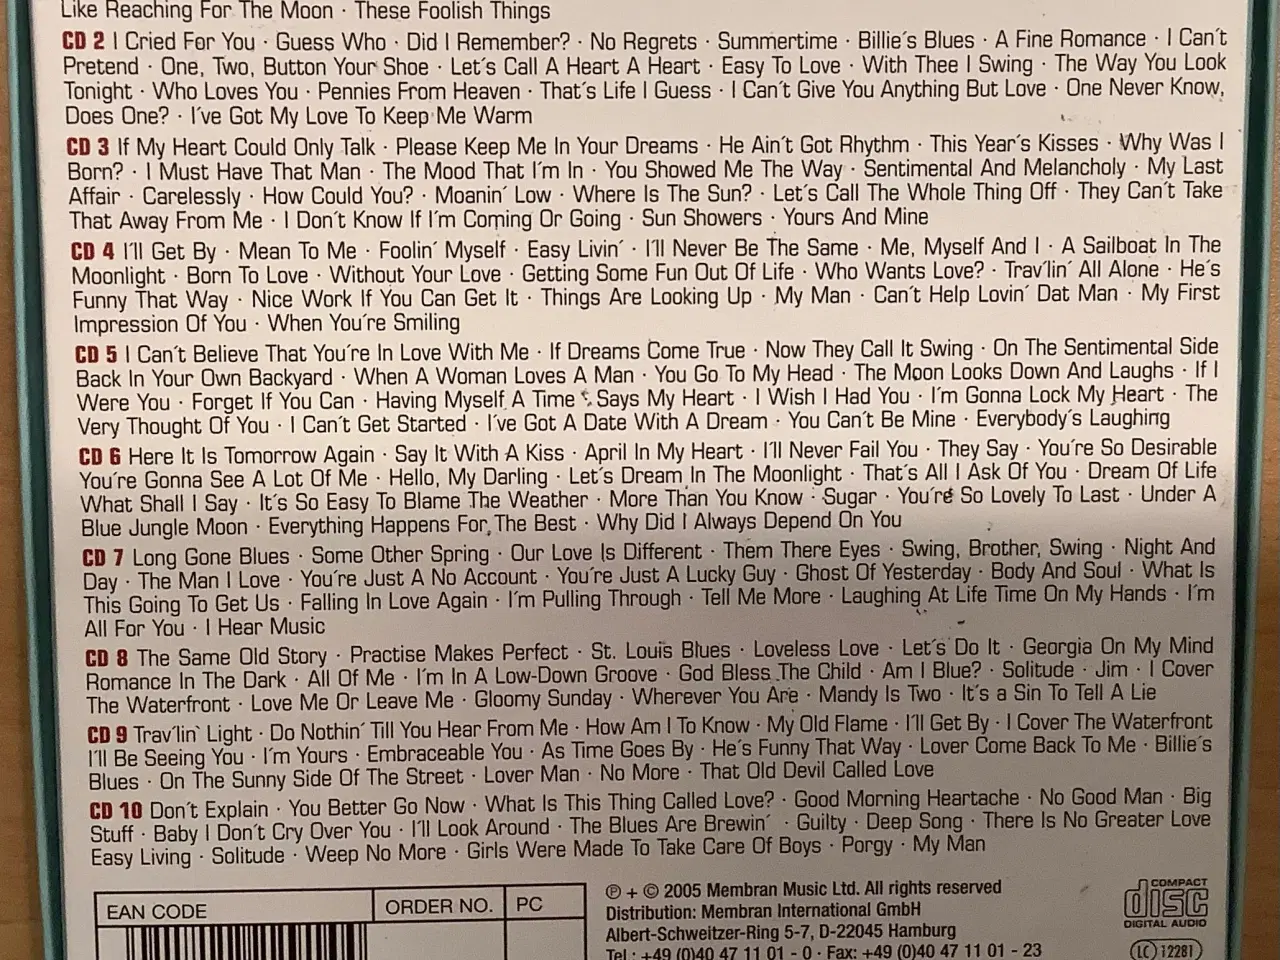 Like Reaching For The Moon · These Foolish Things
CD 2 I Cried For You · Guess Who · Did I Remember? · No Regrets · Summertime · Billie´s Blues · A Fine Romance · I Can´t
Pretend · One, Two, Button Your Shoe · Let´s Call A Heart A Heart · Easy To Love · With Thee I Swing · The Way You Look
Tonight · Who Loves You · Pennies From Heaven · That´s Life I Guess · I Can´t Give You Anything But Love · One Never Know,
Does One? · I´ve Got My Love To Keep Me Warm
CD 3 If My Heart Could Only Talk · Please Keep Me In Your Dreams · He Ain´t Got Rhythm · This Year´s Kisses · Why Was I
Born? · I Must Have That Man · The Mood That I´m In · You Showed Me The Way · Sentimental And Melancholy · My Last
Affair · Carelessly · How Could You? · Moanin´ Low · Where Is The Sun? · Let´s Call The Whole Thing Off · They Can´t Take
That Away From Me · I Don´t Know If I´m Coming Or Going · Sun Showers · Yours And Mine
CD 4 I´ll Get By · Mean To Me · Foolin´ Myself · Easy Livin´ · I´ll Never Be The Same · Me, Myself And I · A Sailboat In The
Moonlight · Born To Love · Without Your Love · Getting Some Fun Out Of Life · Who Wants Love? · Trav´lin´ All Alone · He´s
Funny That Way · Nice Work If You Can Get It · Things Are Looking Up · My Man · Can´t Help Lovin´ Dat Man · My First
Impression Of You · When You´re Smiling
CD 5 I Can´t Believe That You´re In Love With Me · If Dreams Come True · Now They Call It Swing · On The Sentimental Side
Back In Your Own Backyard · When A Woman Loves A Man · You Go To My Head · The Moon Looks Down And Laughs · If I
Were You · Forget If You Can · Having Myself A Time · Says My Heart · I Wish I Had You · I´m Gonna Lock My Heart · The
Very Thought Of You · I Can´t Get Started · I´ve Got A Date With A Dream · You Can´t Be Mine · Everybody´s Laughing
CD 6 Here It Is Tomorrow Again · Say It With A Kiss · April In My Heart · I´ll Never Fail You · They Say · You´re So Desirable
You´re Gonna See A Lot Of Me · Hello, My Darling · Let´s Dream In The Moonlight · That´s All I Ask Of You · Dream Of Life
What Shall I Say · It´s So Easy To Blame The Weather · More Than You Know · Sugar · You´re So Lovely To Last · Under A
Blue Jungle Moon · Everything Happens For The Best · Why Did I Always Depend On You
CD 7 Long Gone Blues · Some Other Spring · Our Love Is Different · Them There Eyes · Swing, Brother, Swing · Night And
Day · The Man I Love · You´re Just A No Account · You´re Just A Lucky Guy · Ghost Of Yesterday · Body And Soul · What Is
This Going To Get Us · Falling In Love Again · I´m Pulling Through · Tell Me More · Laughing At Life Time On My Hands · I´m
All For You · I Hear Music
CD 8 The Same Old Story · Practise Makes Perfect · St. Louis Blues · Loveless Love · Let´s Do It · Georgia On My Mind
Romance In The Dark · All Of Me · I´m In A Low-Down Groove · God Bless The Child · Am I Blue? · Solitude · Jim · I Cover
The Waterfront · Love Me Or Leave Me · Gloomy Sunday · Wherever You Are · Mandy Is Two · It´s a Sin To Tell A Lie
CD 9 Trav´lin` Light · Do Nothin´ Till You Hear From Me · How Am I To Know · My Old Flame · I´ll Get By · I Cover The Waterfront
I´ll Be Seeing You · I´m Yours · Embraceable You · As Time Goes By · He´s Funny That Way · Lover Come Back To Me · Billie´s
Blues · On The Sunny Side Of The Street · Lover Man · No More · That Old Devil Called Love
CD 10 Don´t Explain · You Better Go Now · What Is This Thing Called Love? · Good Morning Heartache · No Good Man · Big
Stuff · Baby I Don´t Cry Over You · I´ll Look Around · The Blues Are Brewin´ · Guilty · Deep Song · There Is No Greater Love
Easy Living · Solitude · Weep No More · Girls Were Made To Take Care Of Boys · Porgy · My Man
EAN CODE ORDER NO. PC
℗ + © 2005 Membran Music Ltd. All rights reserved
Distribution: Membran International GmbH
Albert-Schweitzer-Ring 5-7, D-22045 Hamburg
Tel.: +49 (0)40 47 11 01 - 0 · Fax: +49 (0)40 47 11 01 - 23
COMPACT
disc
DIGITAL AUDIO
LC 12281